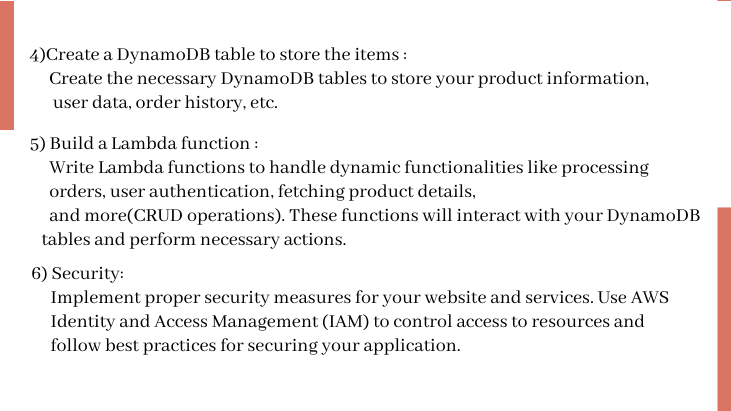 4)Create a DynamoDB table to store the items :
Create the necessary DynamoDB tables to store your product information,
user data, order history, etc.
5) Build a Lambda function :
Write Lambda functions to handle dynamic functionalities like processing
orders, user authentication, fetching product details,
and more(CRUD operations). These functions will interact with your DynamoDB
tables and perform necessary actions.
6) Security:
Implement proper security measures for your website and services. Use AWS
Identity and Access Management (IAM) to control access to resources and
follow best practices for securing your application.